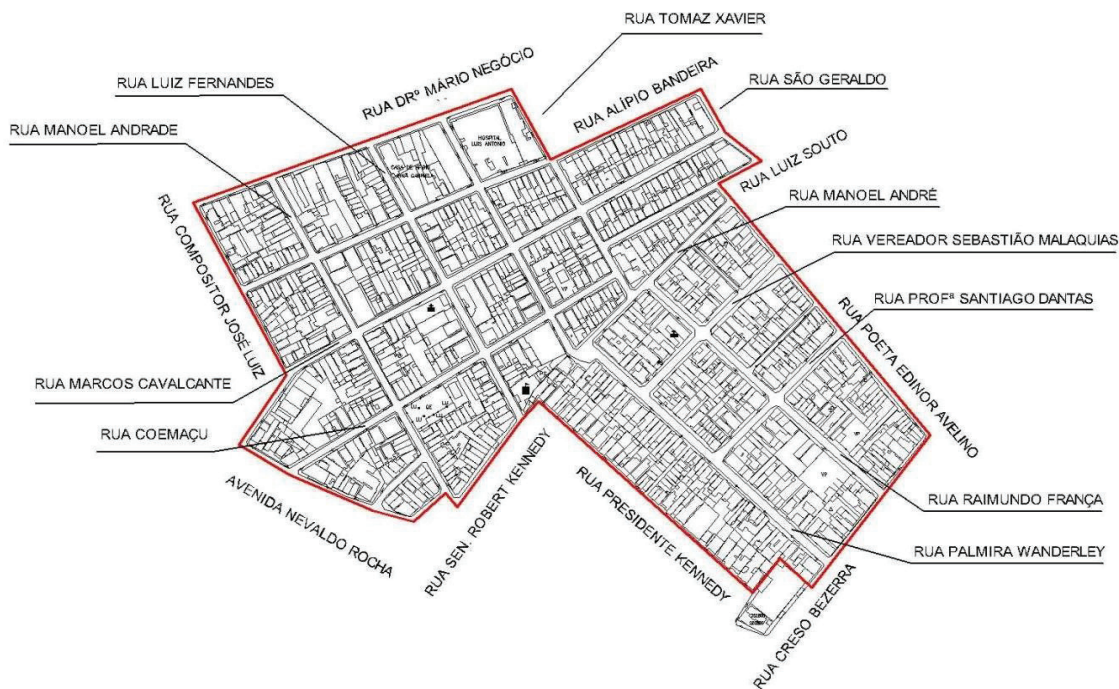 RUA TOMAZ XAVIER
RUA DRº MÁRIO NEGÓCIO
RUA LUIZ FERNANDES
RUA ALÍPIO BANDEIRA
RUA SÃO GERALDO
RUA MANOEL ANDRADE
HOSPITAL
LUIS ANTONIO
RUA LUIZ SOUTO
RUA MANOEL ANDRÉ
RUA COMPOSITOR JOSÉ LUIZ
RUA VEREADOR SEBASTIÃO MALAQUIAS
RUA PROFª SANTIAGO DANTAS
RUA POETA EDINOR AVELINO
RUA MARCOS CAVALCANTE
RUA COEMAÇU
AVENIDA NEVALDO ROCHA
RUA SEN. ROBERT KENNEDY
RUA PRESIDENTE KENNEDY
RUA RAIMUNDO FRANÇA
RUA PALMIRA WANDERLEY
RUA CRESO BEZERRA